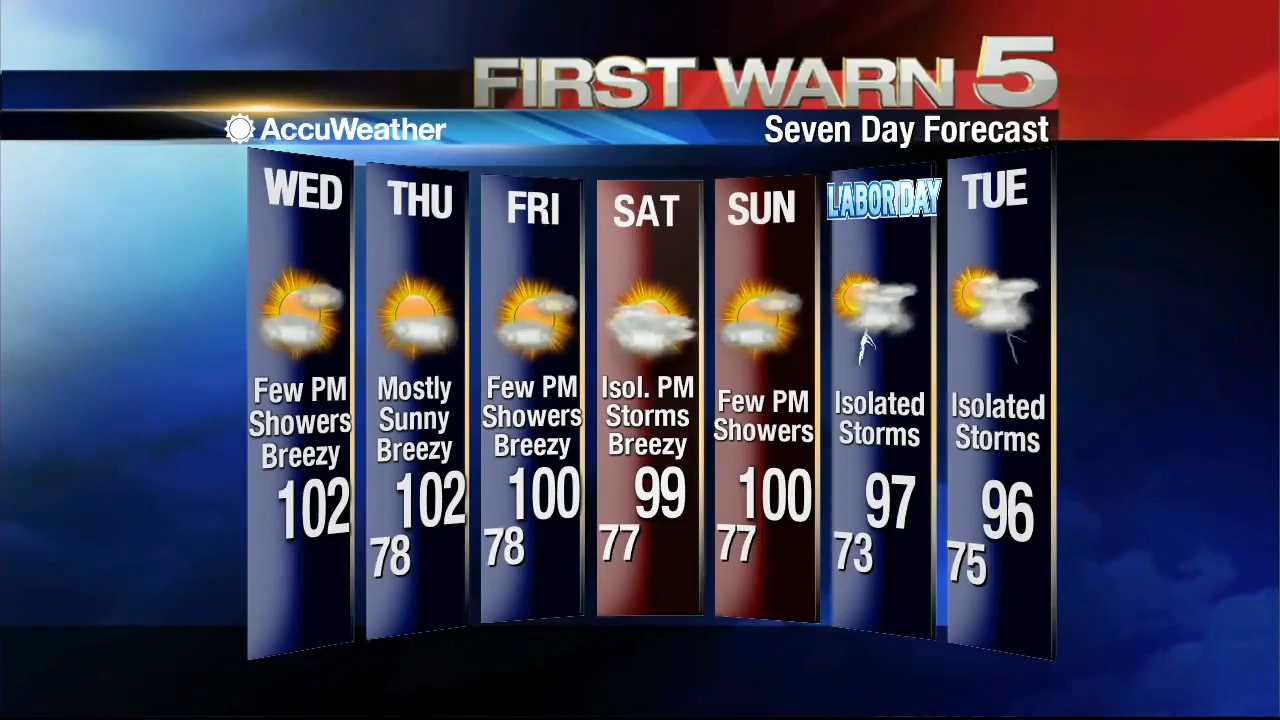 FIRST WARN 5
AccuWeather
Seven Day Forecast
WED
Few PM
Showers
Breezy
102
THU
Mostly
Sunny
Breezy
102
78
FRI
Few PM
Showers
Breezy
100
78
SAT
Isol. PM
Storms
Breezy
99
77
SUN
Few PM
Showers
100
77
LABOR DAY
Isolated
Storms
97
73
TUE
Isolated
Storms
96
75